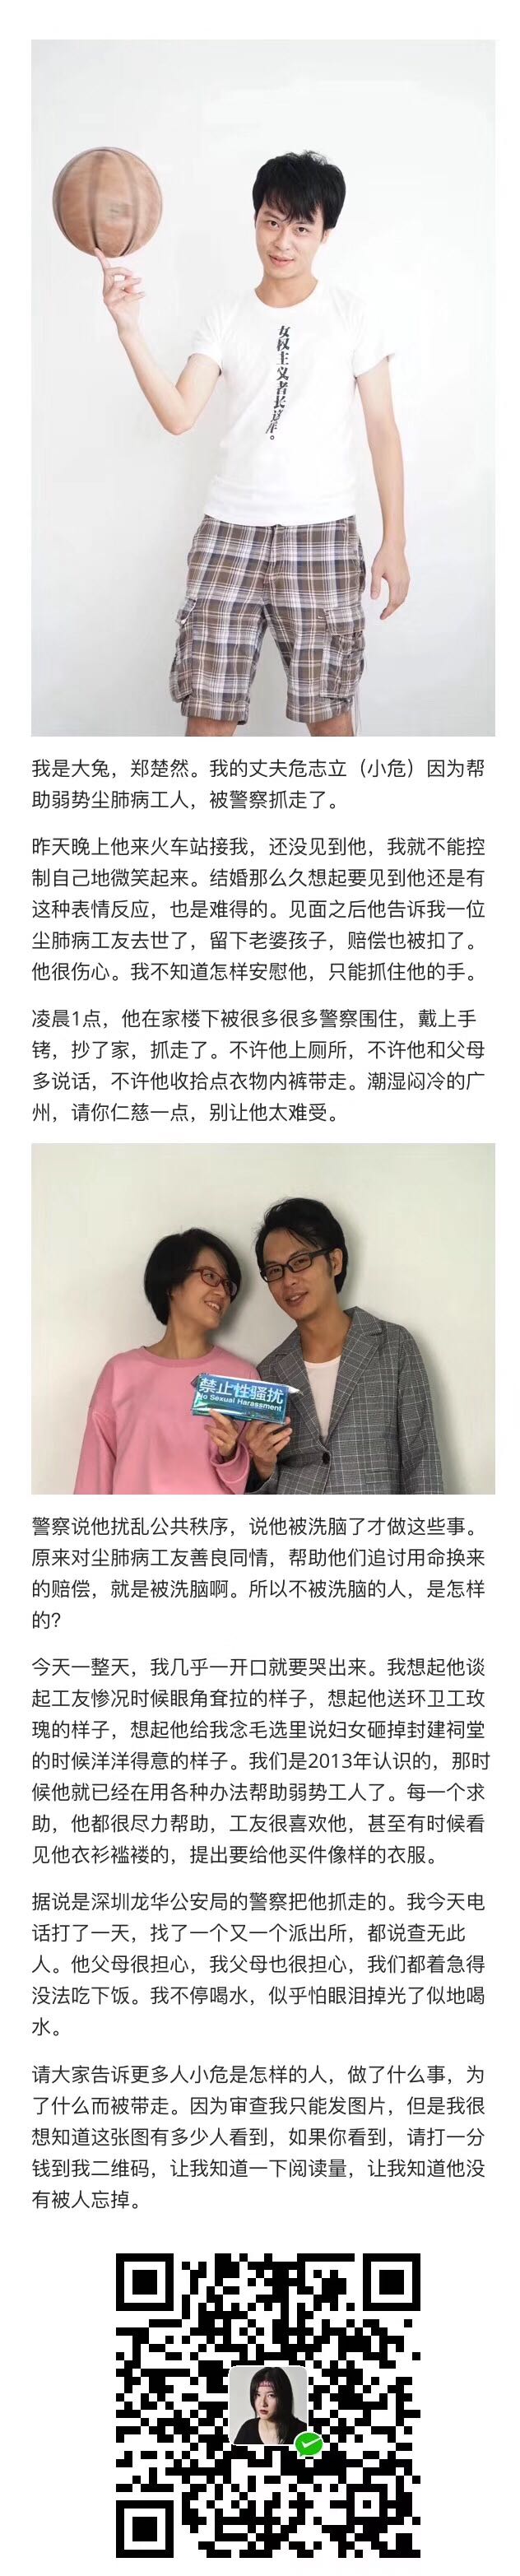 女权主义者长这样。
我是大兔，郑楚然。我的丈夫危志立（小危）因为帮
助弱势尘肺病工人，被警察抓走了。
昨天晚上他来火车站接我，还没见到他，我就不能控
制自己地微笑起来。结婚那么久想起要见到他还是有
这种表情反应，也是难得的。见面之后他告诉我一位
尘肺病工友去世了，留下老婆孩子，赔偿也被扣了。
他很伤心。我不知道怎样安慰他，只能抓住他的手。
凌晨1点，他在家楼下被很多很多警察围住，戴上手
铐，抄了家，抓走了。不许他上厕所，不许他和父母
多说话，不许他收拾点衣物内裤带走。潮湿闷冷的广
州，请你仁慈一点，别让他太难受。
禁止性骚扰
No Sexual Harassment
警察说他扰乱公共秩序，说他被洗脑了才做这些事。
原来对尘肺病工友善良同情，帮助他们追讨用命换来
的赔偿，就是被洗脑啊。所以不被洗脑的人，是怎样
的？
今天一整天，我几乎一开口就要哭出来。我想起他谈
起工友惨况时候眼角耷拉的样子，想起他送环卫工玫
瑰的样子，想起他给我念毛选里说妇女砸掉封建祠堂
的时候洋洋得意的样子。我们是2013年认识的，那时
候他就已经在用各种办法帮助弱势工人了。每一个求
助，他都很尽力帮助，工友很喜欢他，甚至有时候看
见他衣衫褴褛的，提出要给他买件像样的衣服。
据说是深圳龙华公安局的警察把他抓走的。我今天电
话打了一天，找了一个又一个派出所，都说查无此
人。他父母很担心，我父母也很担心，我们都着急得
没法吃下饭。我不停喝水，似乎怕眼泪掉光了似地喝
水。
请大家告诉更多人小危是怎样的人，做了什么事，为
了什么而被带走。因为审查我只能发图片，但是我很
想知道这张图有多少人看到，如果你看到，请打一分
钱到我二维码，让我知道一下阅读量，让我知道他没
有被人忘掉。